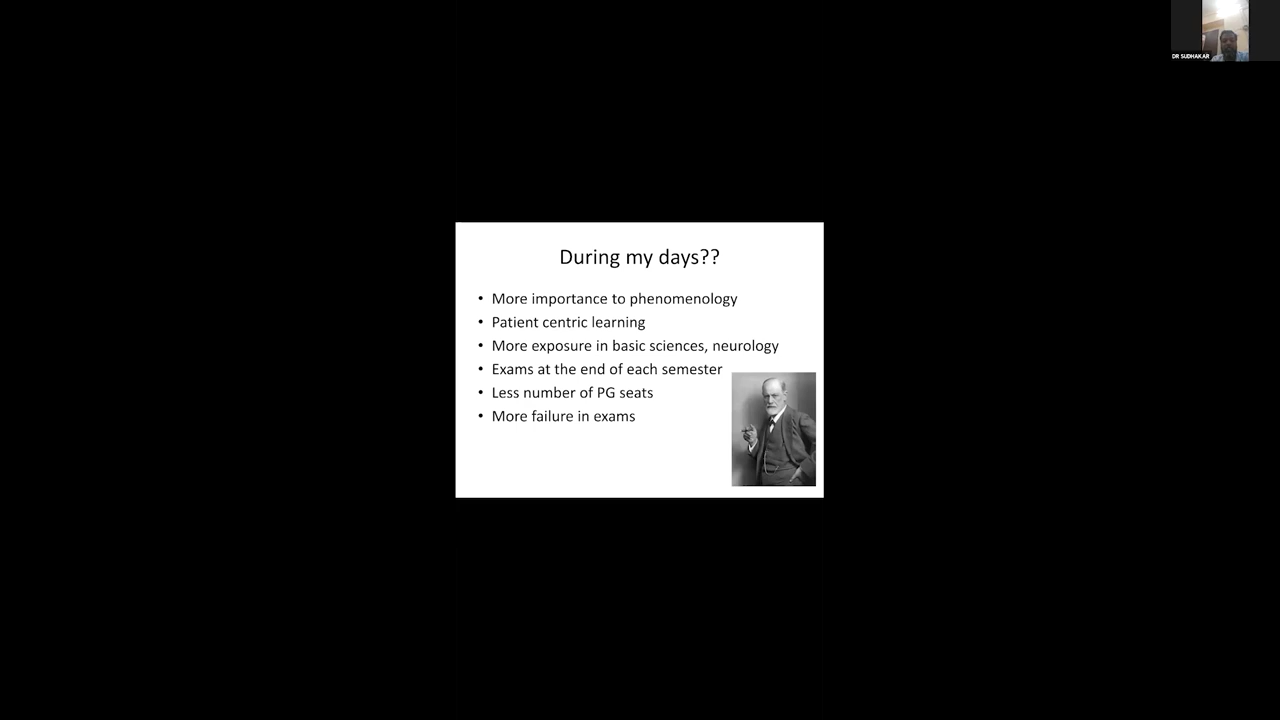 DR SUDHAKAR
During my days??
• More importance to phenomenology
• Patient centric learning
• More exposure in basic sciences, neurology
• Exams at the end of each semester
• Less number of PG seats
• More failure in exams